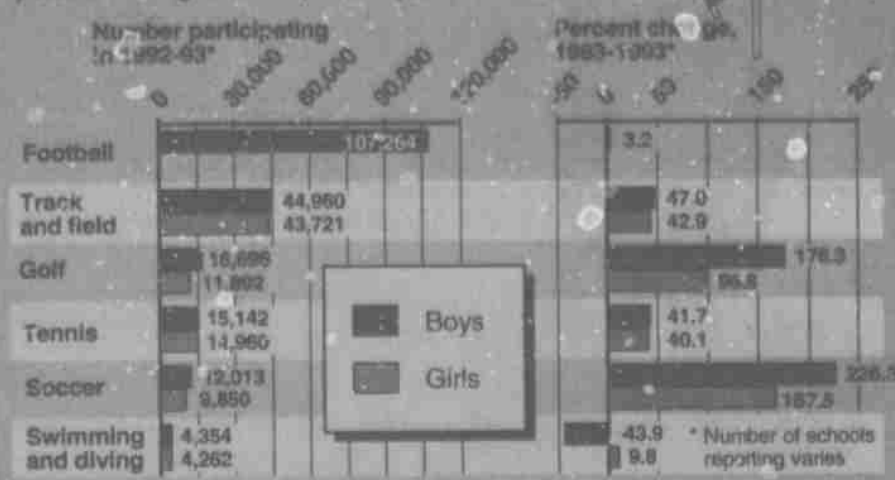 Number participating
in 1992-93*
0 30,000 60,000 90,000 120,000
Percent change,
1983-1993*
-50 0 50 150
Football
107,264
3.2
Track
and field
44,960
43,721
47.0
42.9
Golf
16,696
11,892
176.3
96.8
Tennis
15,142
14,960
41.7
40.1
Soccer
12,013
9,850
Swimming
and diving
4,354
4,262
43.9
9.8
Boys
Girls
* Number of schools
reporting varies